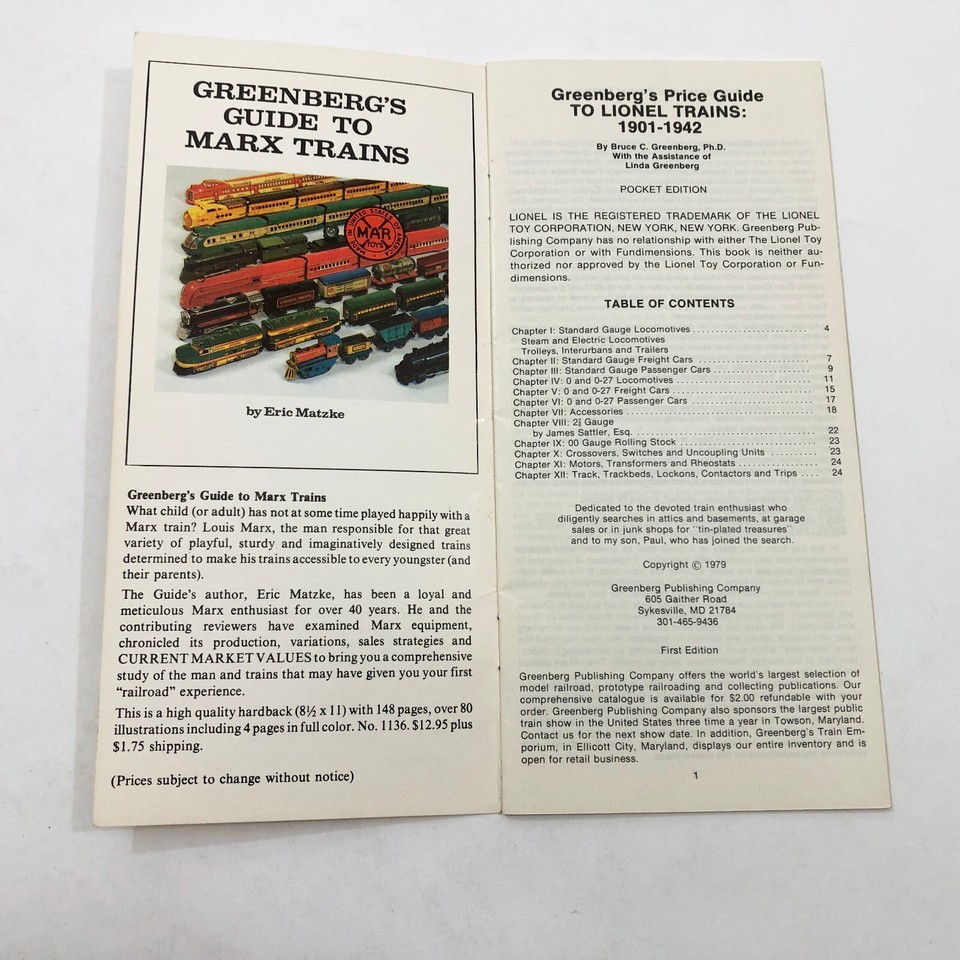 GREENBERG'S
GUIDE TO
MARX TRAINS
MADE IN UNITED STATES OF AMERICA
MAR
TOYS
by Eric Matzke
Greenberg's Guide to Marx Trains
What child (or adult) has not at some time played happily with a
Marx train? Louis Marx, the man responsible for that great
variety of playful, sturdy and imaginatively designed trains
determined to make his trains accessible to every youngster (and
their parents).
The Guide's author, Eric Matzke, has been a loyal and
meticulous Marx enthusiast for over 40 years. He and the
contributing reviewers have examined Marx equipment,
chronicled its production, variations, sales strategies and
CURRENT MARKET VALUES to bring you a comprehensive
study of the man and trains that may have given you your first
"railroad" experience.
This is a high quality hardback (8½ x 11) with 148 pages, over 80
illustrations including 4 pages in full color. No. 1136. $12.95 plus
$1.75 shipping.
(Prices subject to change without notice)
Greenberg's Price Guide
TO LIONEL TRAINS:
1901-1942
By Bruce C. Greenberg, Ph.D.
With the Assistance of
Linda Greenberg
POCKET EDITION
LIONEL IS THE REGISTERED TRADEMARK OF THE LIONEL
TOY CORPORATION, NEW YORK, NEW YORK. Greenberg Pub-
lishing Company has no relationship with either The Lionel Toy
Corporation or with Fundimensions. This book is neither au-
thorized nor approved by the Lionel Toy Corporation or Fun-
dimensions.
TABLE OF CONTENTS
Chapter I: Standard Gauge Locomotives ........................ 4
Steam and Electric Locomotives
Trolleys, Interurbans and Trailers
Chapter II: Standard Gauge Freight Cars ....................... 7
Chapter III: Standard Gauge Passenger Cars .................... 9
Chapter IV: 0 and 0-27 Locomotives ........................... 11
Chapter V: 0 and 0-27 Freight Cars ............................ 15
Chapter VI: 0 and 0-27 Passenger Cars ........................ 17
Chapter VII: Accessories ...................................... 18
Chapter VIII: 2⅞ Gauge
by James Sattler, Esq. ..................................... 22
Chapter IX: 00 Gauge Rolling Stock ........................... 23
Chapter X: Crossovers, Switches and Uncoupling Units .......... 23
Chapter XI: Motors, Transformers and Rheostats ................ 24
Chapter XII: Track, Trackbeds, Lockons, Contactors and Trips .... 24
Dedicated to the devoted train enthusiast who
diligently searches in attics and basements, at garage
sales or in junk shops for "tin-plated treasures"
and to my son, Paul, who has joined the search.
Copyright © 1979
Greenberg Publishing Company
605 Gaither Road
Sykesville, MD 21784
301-465-9436
First Edition
Greenberg Publishing Company offers the world's largest selection of
model railroad, prototype railroading and collecting publications. Our
comprehensive catalogue is available for $2.00 refundable with your
order. Greenberg Publishing Company also sponsors the largest public
train show in the United States three time a year in Towson, Maryland.
Contact us for the next show date. In addition, Greenberg's Train Em-
porium, in Ellicott City, Maryland, displays our entire inventory and is
open for retail business.
1